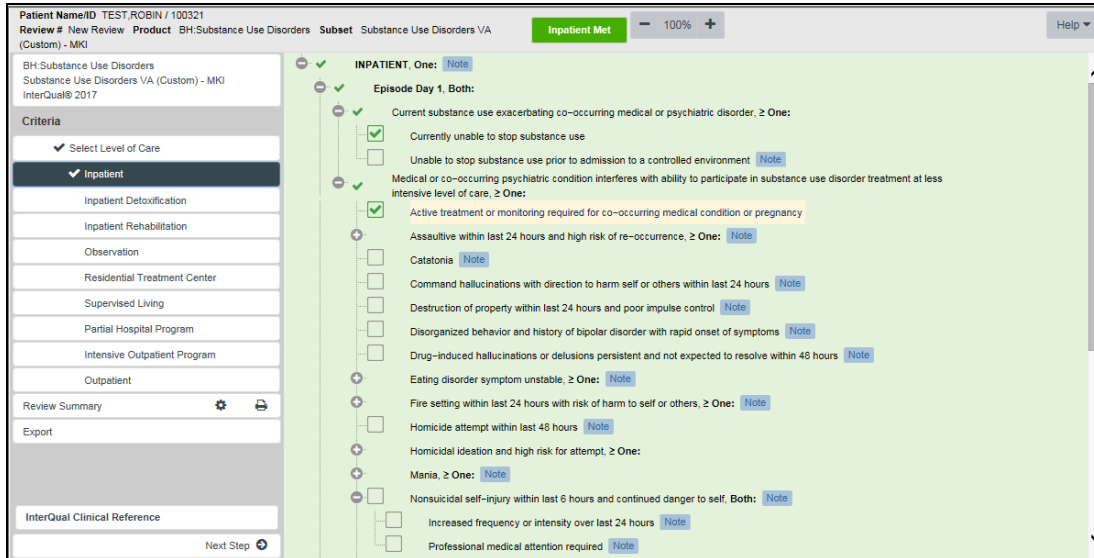 Patient Name/ID TEST,ROBIN / 100321
Review # New Review Product BH:Substance Use Disorders Subset Substance Use Disorders VA
(Custom) - MKI
Inpatient Met
100%
Help
BH:Substance Use Disorders
Substance Use Disorders VA (Custom) - MKI
InterQual® 2017
Criteria
Select Level of Care
Inpatient
Inpatient Detoxification
Inpatient Rehabilitation
Observation
Residential Treatment Center
Supervised Living
Partial Hospital Program
Intensive Outpatient Program
Outpatient
Review Summary
Export
InterQual Clinical Reference
Next Step
INPATIENT, One: Note
Episode Day 1, Both:
Current substance use exacerbating co-occurring medical or psychiatric disorder, ≥ One:
Currently unable to stop substance use
Unable to stop substance use prior to admission to a controlled environment Note
Medical or co-occurring psychiatric condition interferes with ability to participate in substance use disorder treatment at less
intensive level of care, ≥ One:
Active treatment or monitoring required for co-occurring medical condition or pregnancy
Assaultive within last 24 hours and high risk of re-occurrence, ≥ One: Note
Catatonia Note
Command hallucinations with direction to harm self or others within last 24 hours Note
Destruction of property within last 24 hours and poor impulse control Note
Disorganized behavior and history of bipolar disorder with rapid onset of symptoms Note
Drug-induced hallucinations or delusions persistent and not expected to resolve within 48 hours Note
Eating disorder symptom unstable, ≥ One: Note
Fire setting within last 24 hours with risk of harm to self or others, ≥ One: Note
Homicide attempt within last 48 hours Note
Homicidal ideation and high risk for attempt, ≥ One:
Mania, ≥ One: Note
Nonsuicidal self-injury within last 6 hours and continued danger to self, Both: Note
Increased frequency or intensity over last 24 hours Note
Professional medical attention required Note